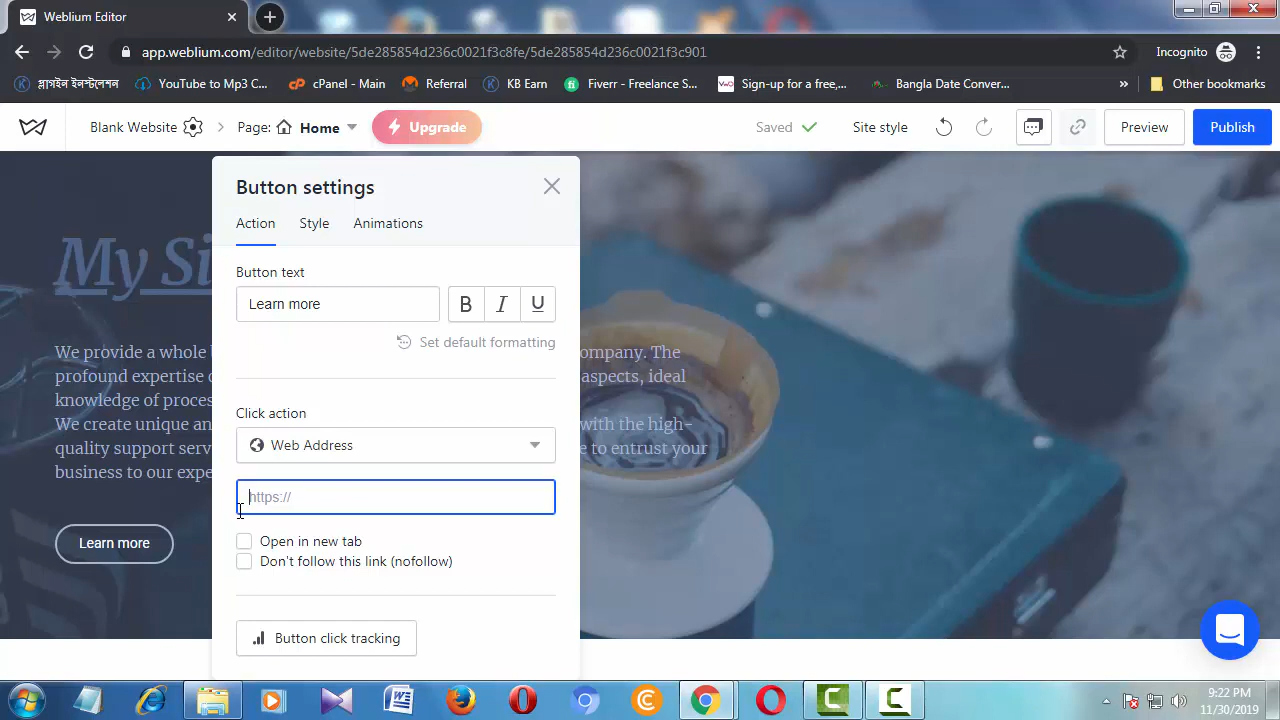 Weblium Editor
app.weblium.com/editor/website/5de285854d236c0021f3c8fe/5de285854d236c0021f3c901
Incognito
প্লাগইন ইনস্টলেশন
YouTube to Mp3 C...
cPanel - Main
Referral
KB Earn
Fiverr - Freelance S...
Sign-up for a free,...
Bangla Date Conver...
»
Other bookmarks
Blank Website
Page:
Home
Upgrade
Saved
Site style
Preview
Publish
Button settings
Action
Style
Animations
Button text
Learn more
B
I
U
Set default formatting
Click action
Web Address
https://
Open in new tab
Don't follow this link (nofollow)
Button click tracking
My Si
We provide a whole
ompany. The
profound expertise
aspects, ideal
knowledge of proce
We create unique an
with the high-
quality support serv
e to entrust your
business to our expe
Learn more
9:22 PM
11/30/2019